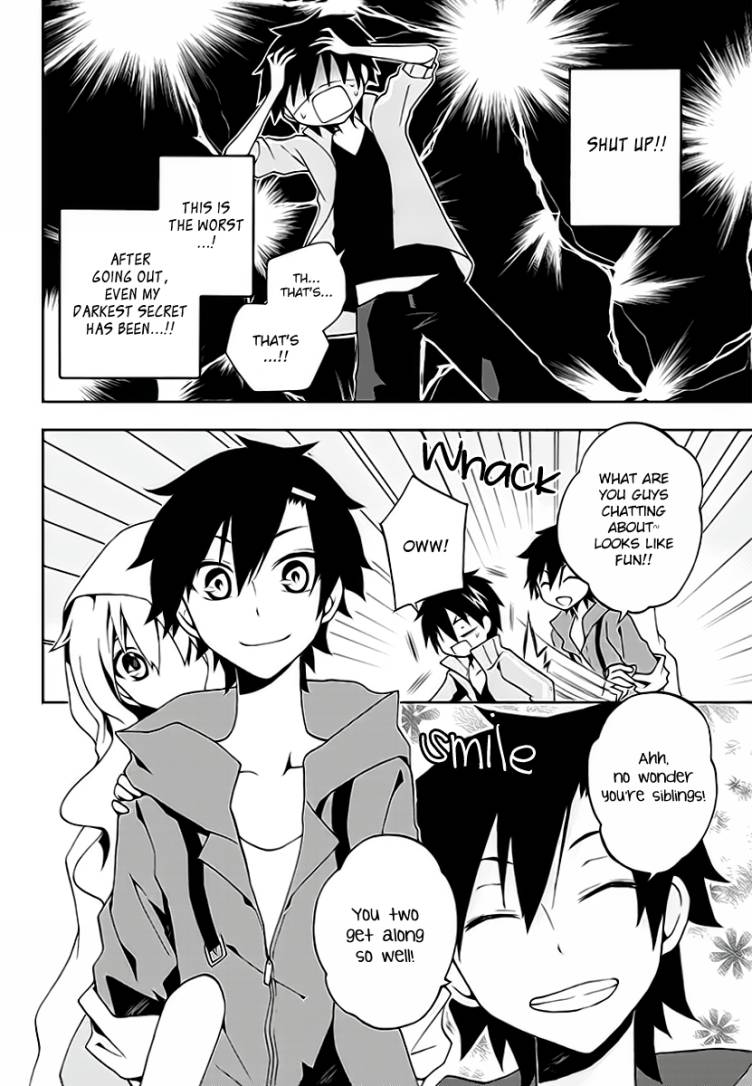 SHUT UP!!
THIS IS
THE WORST
...!
AFTER
GOING OUT,
EVEN MY
DARKEST SECRET
HAS BEEN...!!
TH...
THAT'S...
THAT'S
...!!
WHAT ARE
YOU GUYS
CHATTING
ABOUT~
LOOKS LIKE
FUN!!
Whack
OWW!
smile
Ahh,
no wonder
you're siblings!
You two
get along
so well!